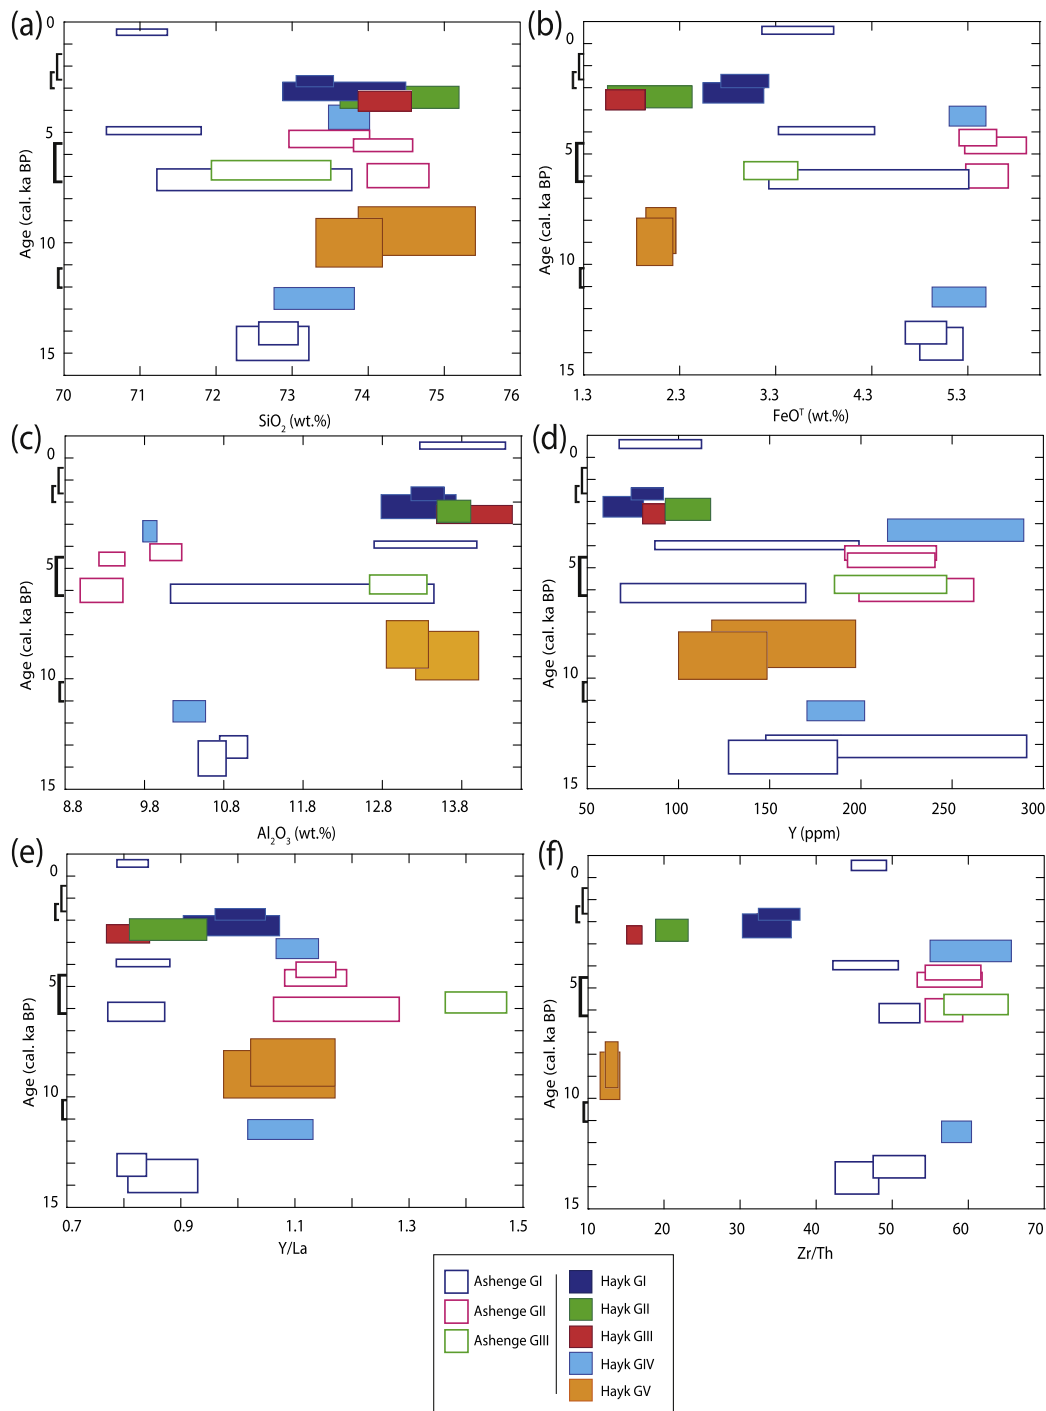 (a)
0
5
10
15
Age (cal. ka BP)
70 71 72 73 74 75 76
SiO2 (wt.%)
(b)
0
5
10
15
Age (cal. ka BP)
1.3 2.3 3.3 4.3 5.3
FeOT (wt.%)
(c)
0
5
10
15
Age (cal. ka BP)
8.8 9.8 10.8 11.8 12.8 13.8
Al2O3 (wt.%)
(d)
0
5
10
15
Age (cal. ka BP)
50 100 150 200 250 300
Y (ppm)
(e)
0
5
10
15
Age (cal. ka BP)
0.7 0.9 1.1 1.3 1.5
Y/La
(f)
0
5
10
15
Age (cal. ka BP)
10 20 30 40 50 60 70
Zr/Th
Ashenge GI
Ashenge GII
Ashenge GIII
Hayk GI
Hayk GII
Hayk GIII
Hayk GIV
Hayk GV